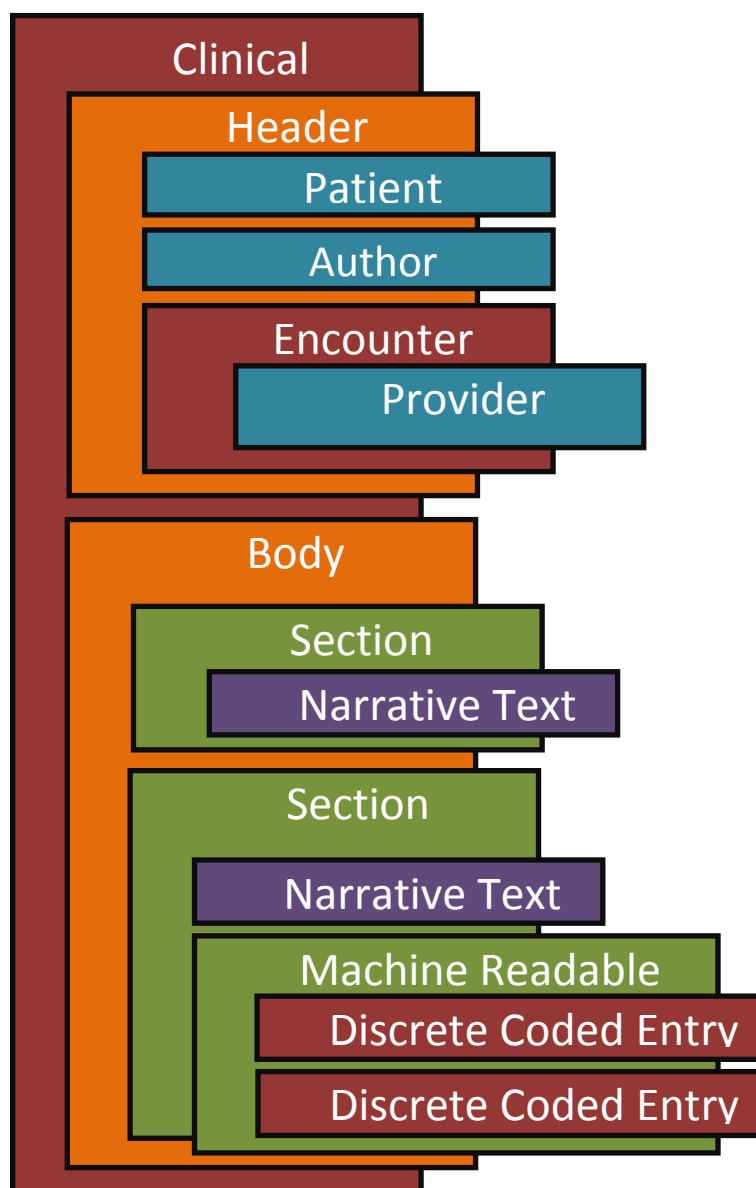 Clinical
Header
Patient
Author
Encounter
Provider
Body
Section
Narrative Text
Section
Narrative Text
Machine Readable
Discrete Coded Entry
Discrete Coded Entry